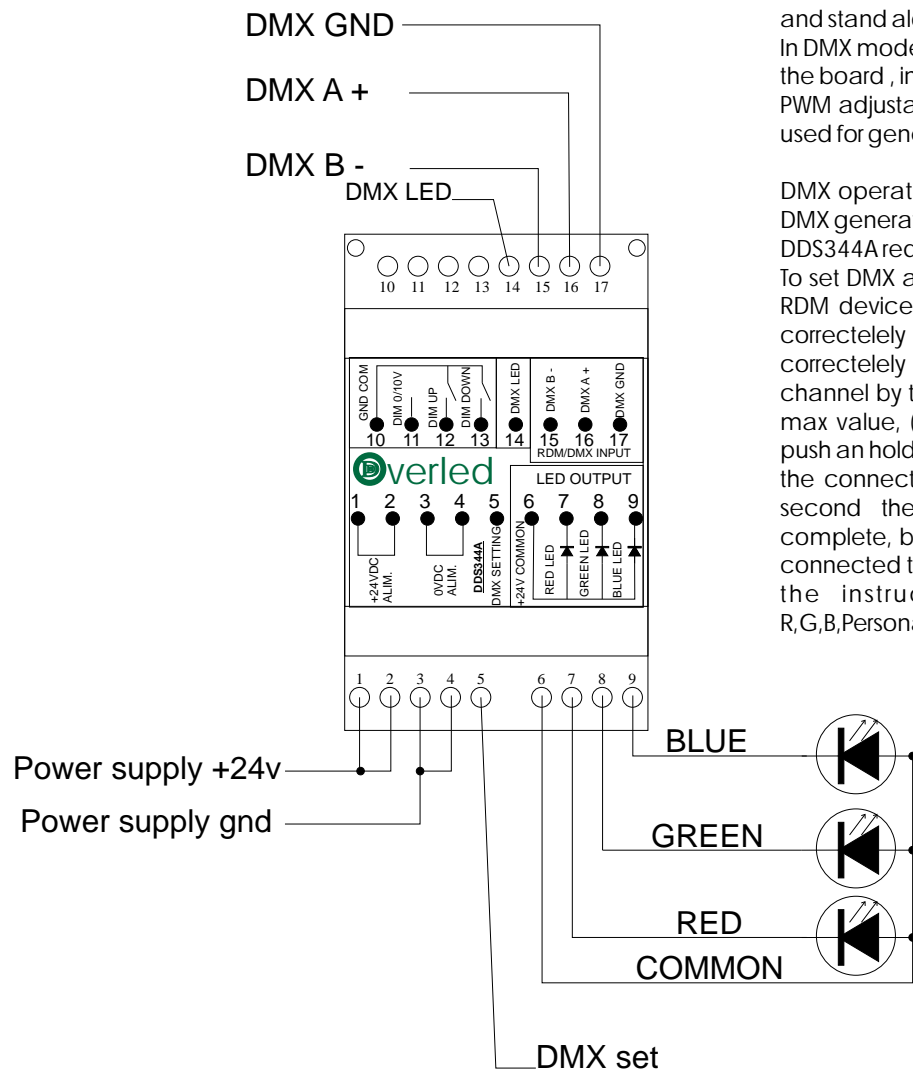 DMX GND
DMX A +
DMX B -
DMX LED
10 11 12 13 14 15 16 17
GND COM
DIM 0/10V
DIM UP
DIM DOWN
DMX LED
DMX B -
DMX A +
DMX GND
10 11 12 13 14 15 16 17
RDM/DMX INPUT
Dverled
LED OUTPUT
1 2 3 4 5 6 7 8 9
+24VDC
ALIM.
0VDC
ALIM.
DDS344A
DMX SETTING
+24V COMMON
RED LED
GREEN LED
BLUE LED
1 2 3 4 5 6 7 8 9
Power supply +24v
Power supply gnd
BLUE
GREEN
RED
COMMON
DMX set
and stand al
In DMX mode
the board , i
PWM adjusta
used for gen
DMX operat
DMX genera
DDS344A re
To set DMX a
RDM device
correctelely
correctelely
channel by t
max value, (
push an hold
the connect
second the
complete, b
connected t
the instru
R,G,B,Person